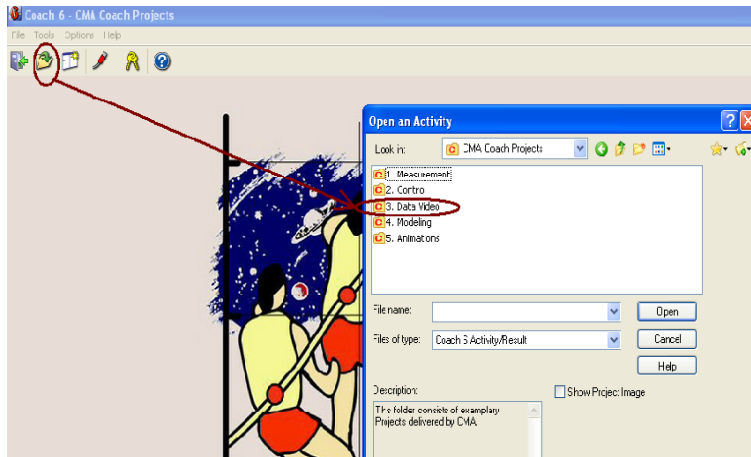 Coach 6 - CMA Coach Projects
File Tools Options Help
Open an Activity
Look in: CMA Coach Projects
1. Measurement
2. Contro
3. Data Video
4. Modeling
5. Animations
File name: Open
Files of type: Coach 6 Activity/Result Cancel
Help
Description: Show Project Image
The folder consists of exemplary
Projects delivered by CMA.